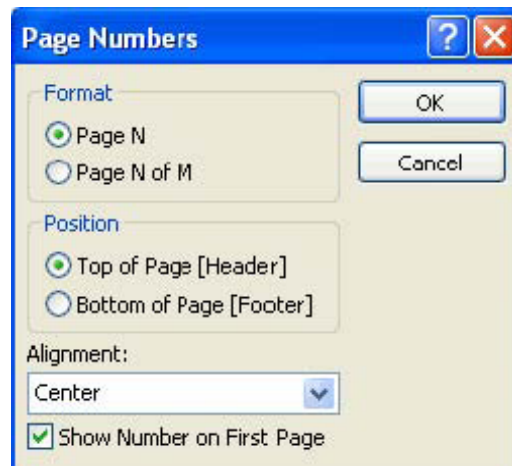 Page Numbers
Format
Page N
Page N of M
OK
Cancel
Position
Top of Page [Header]
Bottom of Page [Footer]
Alignment:
Center
Show Number on First Page